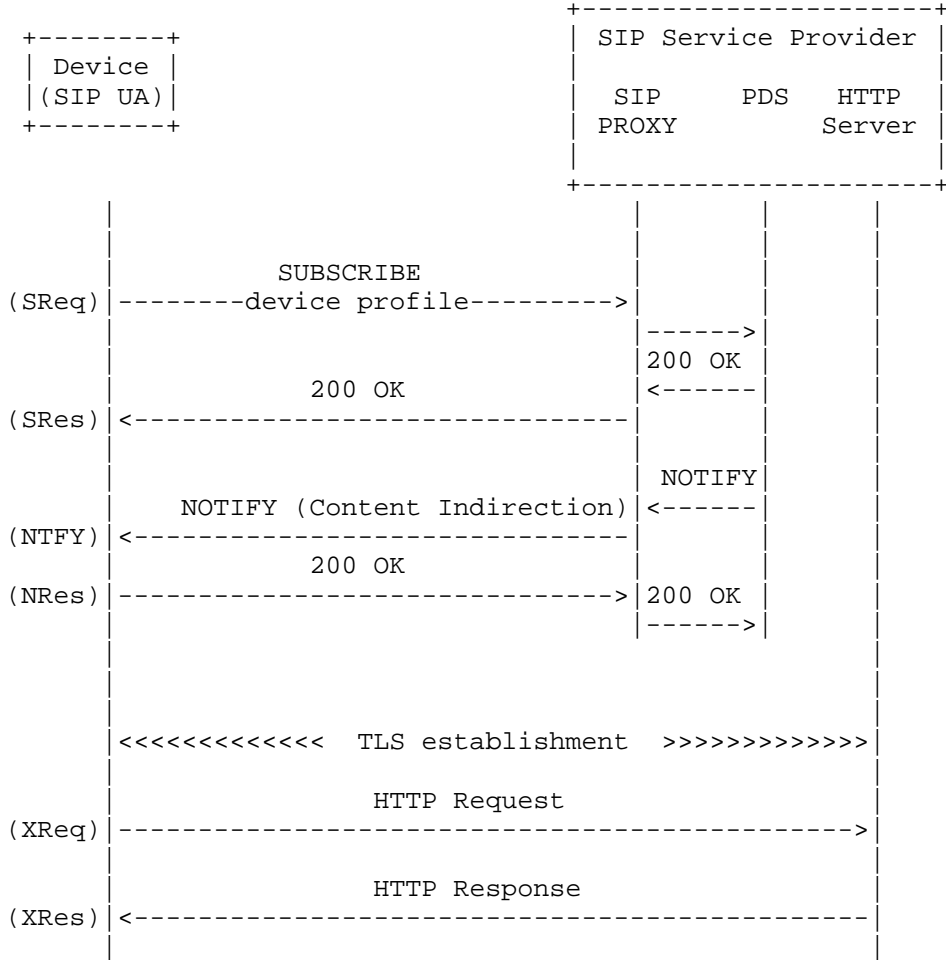 SIP Service Provider
Device
(SIP UA)
SIP PDS HTTP
PROXY Server
SUBSCRIBE
(SReq) device profile
200 OK
200 OK
(SRes)
NOTIFY
NOTIFY (Content Indirection)
(NTFY)
200 OK
(NRes) 200 OK
TLS establishment
HTTP Request
(XReq)
HTTP Response
(XRes)